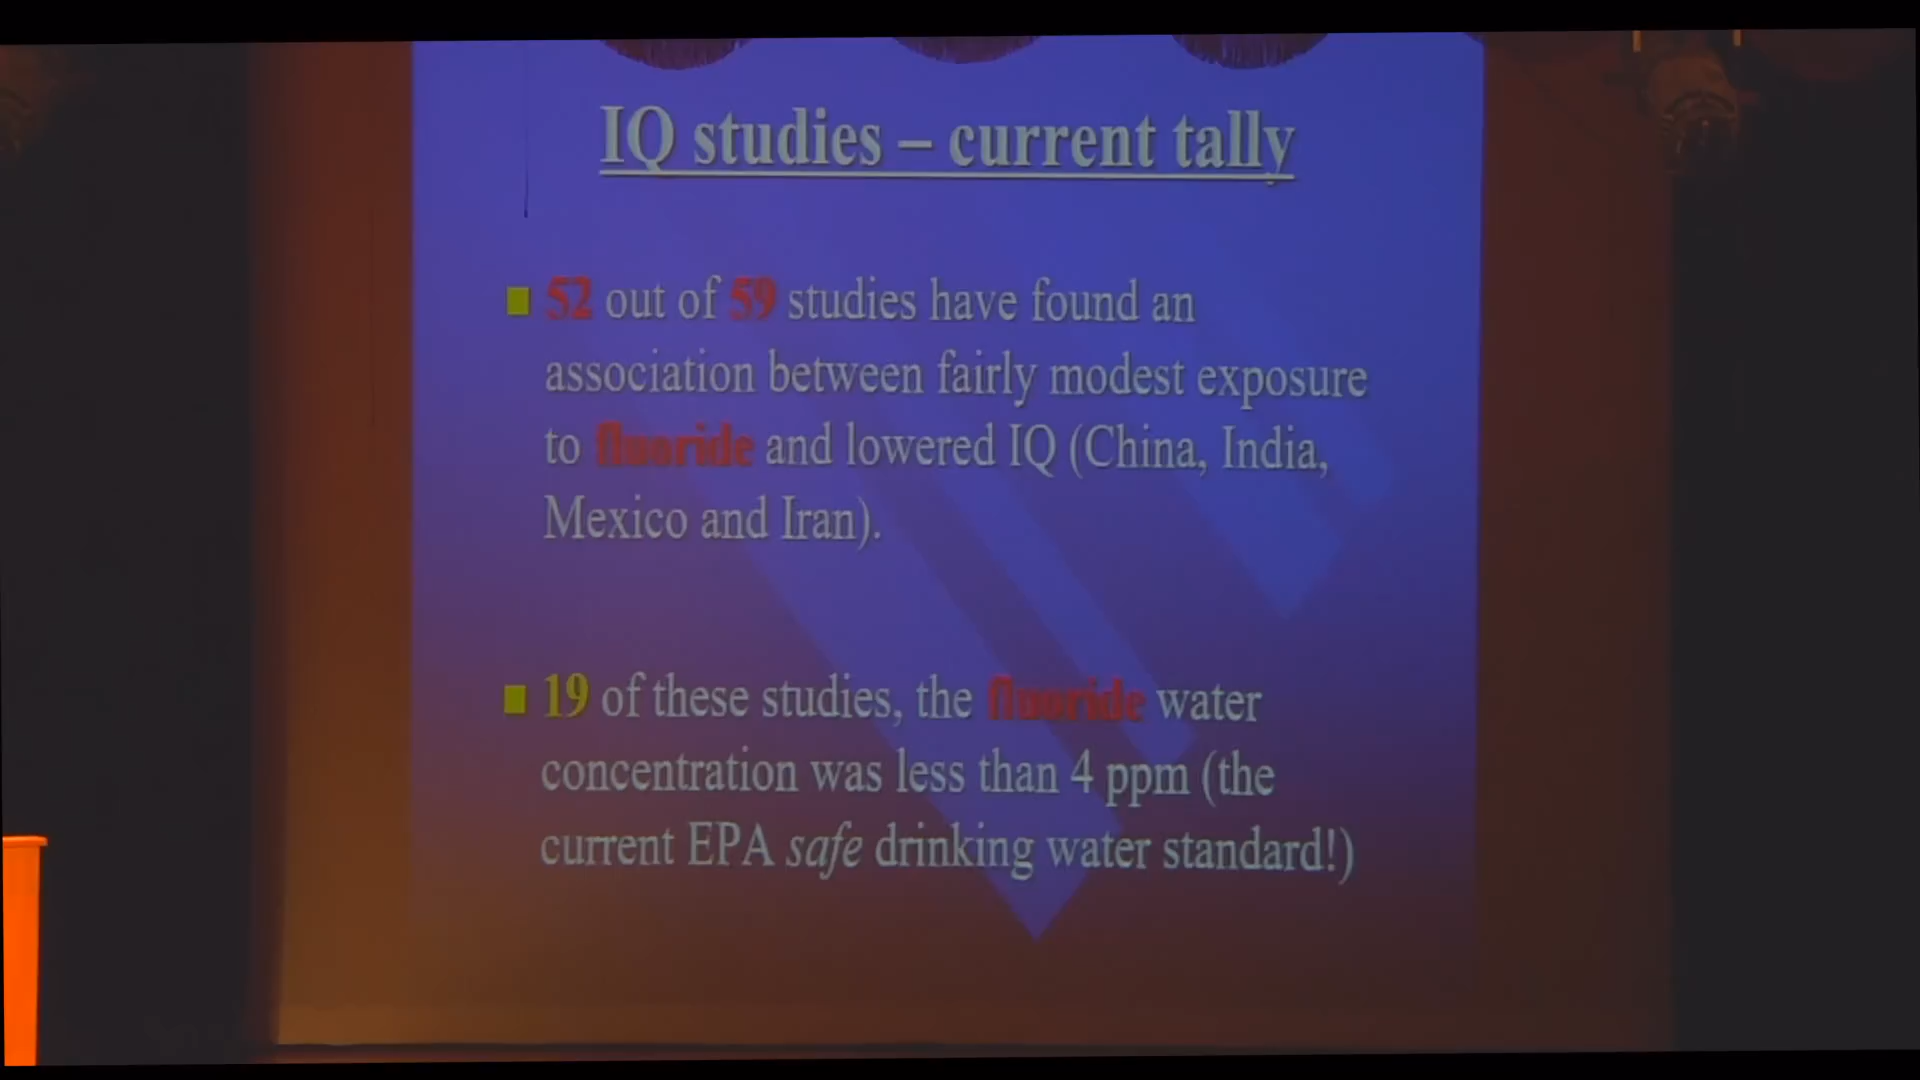 IQ studies – current tally
52 out of 59 studies have found an
association between fairly modest exposure
to fluoride and lowered IQ (China, India,
Mexico and Iran).
19 of these studies, the fluoride water
concentration was less than 4 ppm (the
current EPA safe drinking water standard!)